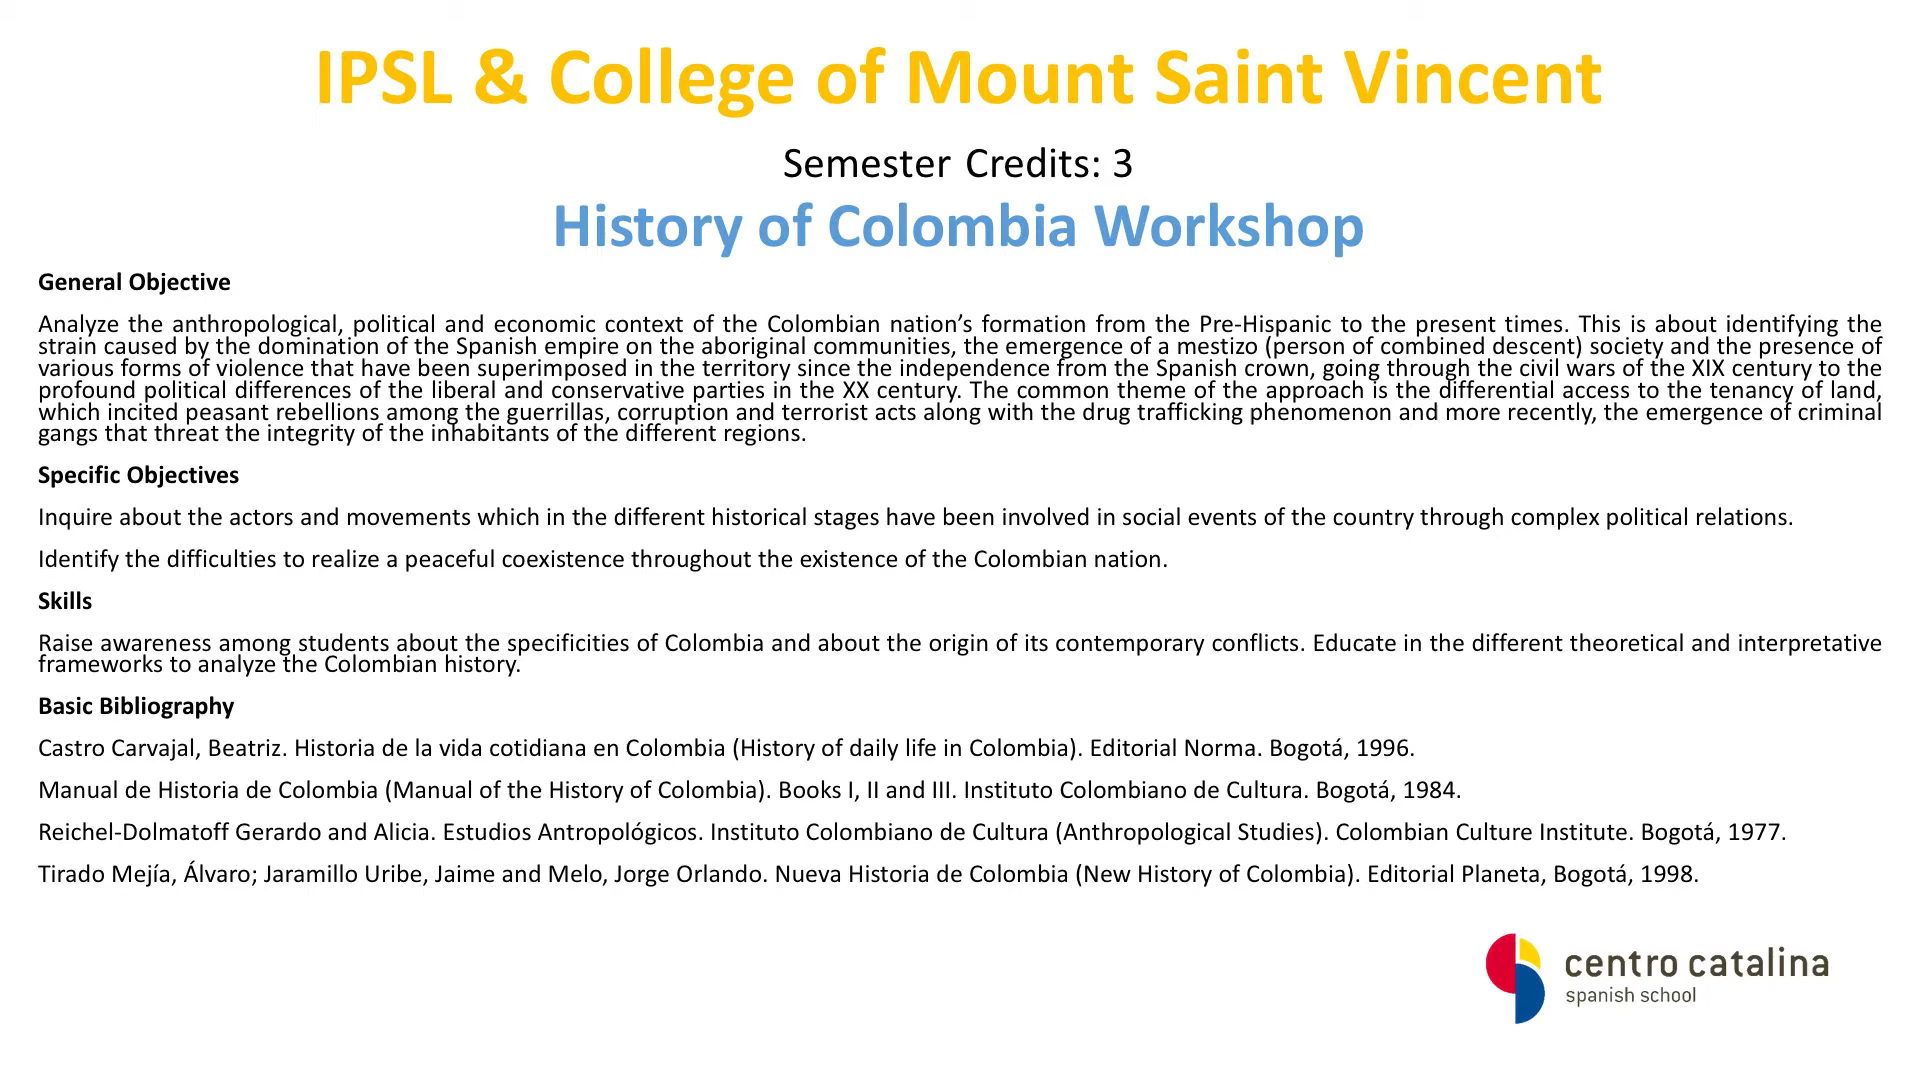 IPSL & College of Mount Saint Vincent
Semester Credits: 3
History of Colombia Workshop
General Objective
Analyze the anthropological, political and economic context of the Colombian nation’s formation from the Pre-Hispanic to the present times. This is about identifying the
strain caused by the domination of the Spanish empire on the aboriginal communities, the emergence of a mestizo (person of combined descent) society and the presence of
various forms of violence that have been superimposed in the territory since the independence from the Spanish crown, going through the civil wars of the XIX century to the
profound political differences of the liberal and conservative parties in the XX century. The common theme of the approach is the differential access to the tenancy of land,
which incited peasant rebellions among the guerrillas, corruption and terrorist acts along with the drug trafficking phenomenon and more recently, the emergence of criminal
gangs that threat the integrity of the inhabitants of the different regions.
Specific Objectives
Inquire about the actors and movements which in the different historical stages have been involved in social events of the country through complex political relations.
Identify the difficulties to realize a peaceful coexistence throughout the existence of the Colombian nation.
Skills
Raise awareness among students about the specificities of Colombia and about the origin of its contemporary conflicts. Educate in the different theoretical and interpretative
frameworks to analyze the Colombian history.
Basic Bibliography
Castro Carvajal, Beatriz. Historia de la vida cotidiana en Colombia (History of daily life in Colombia). Editorial Norma. Bogotá, 1996.
Manual de Historia de Colombia (Manual of the History of Colombia). Books I, II and III. Instituto Colombiano de Cultura. Bogotá, 1984.
Reichel-Dolmatoff Gerardo and Alicia. Estudios Antropológicos. Instituto Colombiano de Cultura (Anthropological Studies). Colombian Culture Institute. Bogotá, 1977.
Tirado Mejía, Álvaro; Jaramillo Uribe, Jaime and Melo, Jorge Orlando. Nueva Historia de Colombia (New History of Colombia). Editorial Planeta, Bogotá, 1998.
centro catalina
spanish school